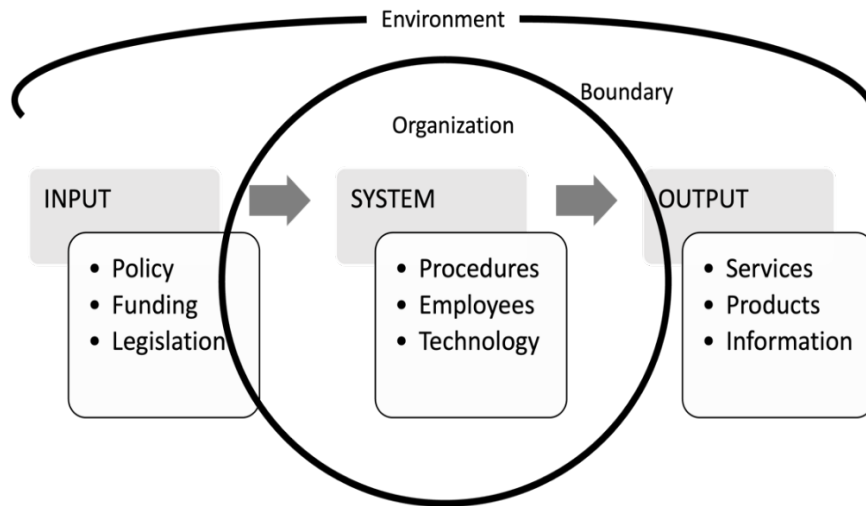 Environment
Boundary
Organization
INPUT
• Policy
• Funding
• Legislation
SYSTEM
• Procedures
• Employees
• Technology
OUTPUT
• Services
• Products
• Information